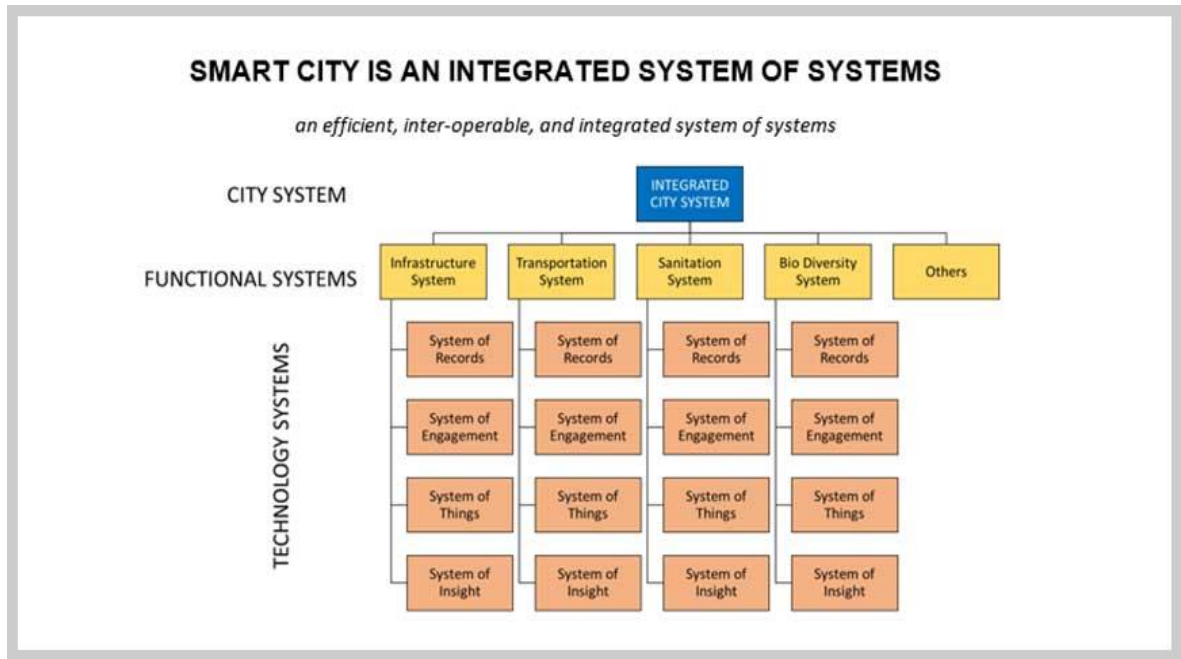 SMART CITY IS AN INTEGRATED SYSTEM OF SYSTEMS
an efficient, inter-operable, and integrated system of systems
CITY SYSTEM
INTEGRATED
CITY SYSTEM
FUNCTIONAL SYSTEMS
Infrastructure
System
Transportation
System
Sanitation
System
Bio Diversity
System
Others
TECHNOLOGY SYSTEMS
System of
Records
System of
Records
System of
Records
System of
Records
System of
Engagement
System of
Engagement
System of
Engagement
System of
Engagement
System of
Things
System of
Things
System of
Things
System of
Things
System of
Insight
System of
Insight
System of
Insight
System of
Insight